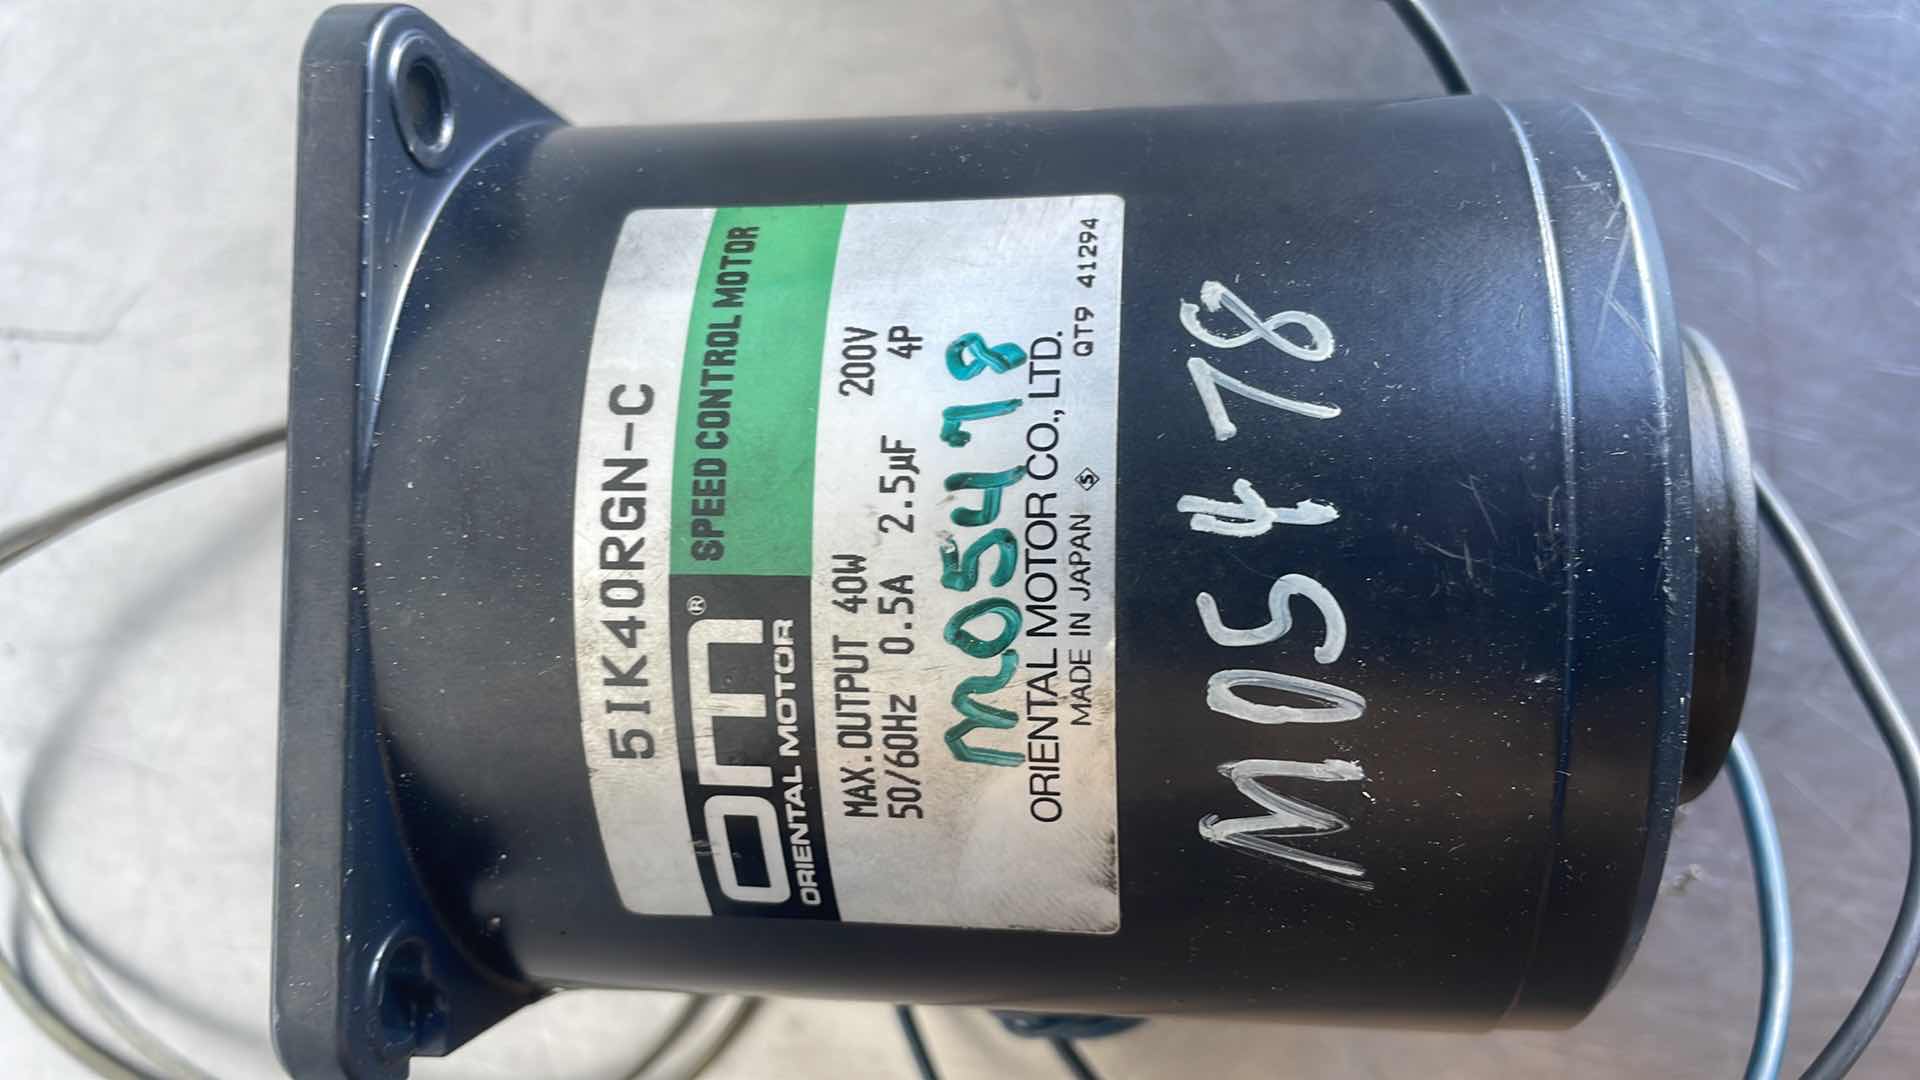 5IK40RGN-C
om®
ORIENTAL MOTOR
SPEED CONTROL MOTOR
MAX.OUTPUT 40W 200V
50/60Hz 0.5A 2.5µF 4P
M05478
ORIENTAL MOTOR CO., LTD.
MADE IN JAPAN S QT9 41294
M05478